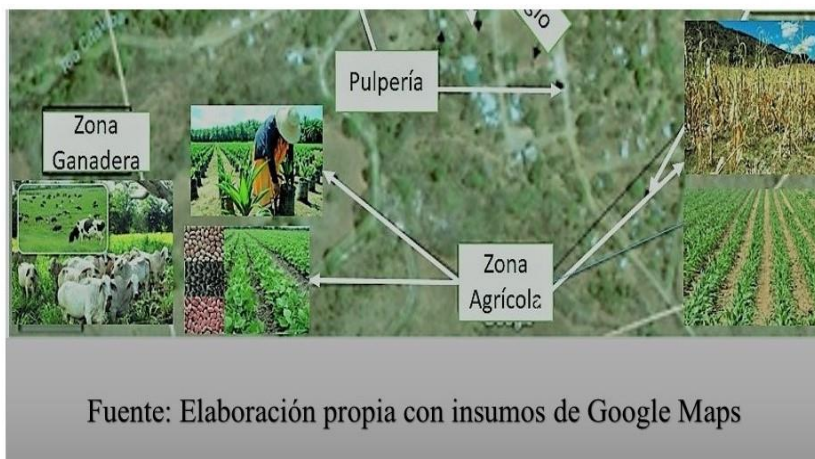 Pulpería
Zona
Ganadera
Zona
Agrícola
Fuente: Elaboración propia con insumos de Google Maps